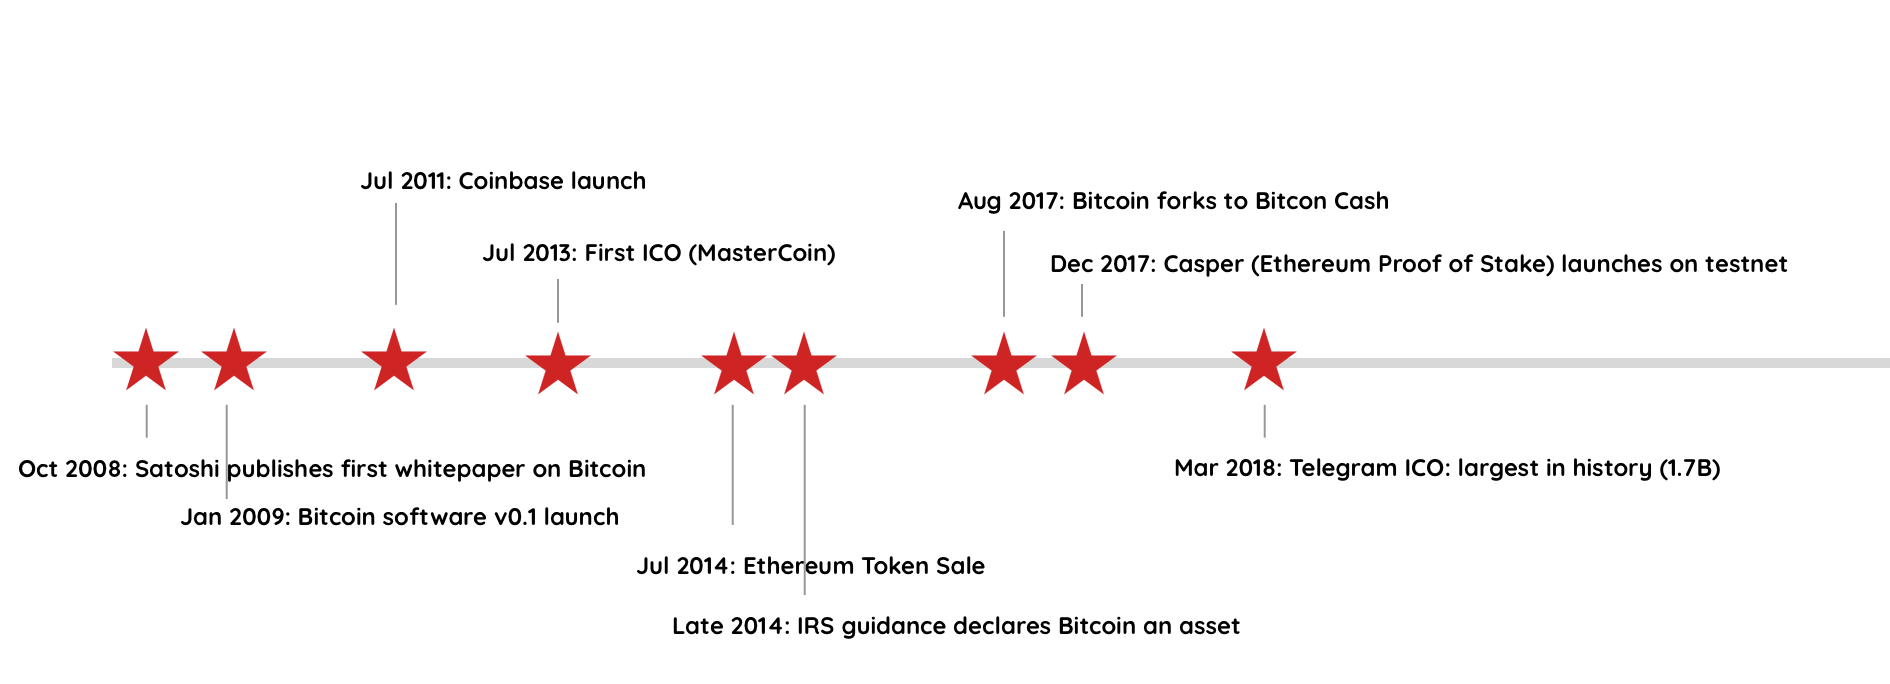 Jul 2011: Coinbase launch
Aug 2017: Bitcoin forks to Bitcon Cash
Jul 2013: First ICO (MasterCoin)
Dec 2017: Casper (Ethereum Proof of Stake) launches on testnet
Oct 2008: Satoshi publishes first whitepaper on Bitcoin
Mar 2018: Telegram ICO: largest in history (1.7B)
Jan 2009: Bitcoin software v0.1 launch
Jul 2014: Ethereum Token Sale
Late 2014: IRS guidance declares Bitcoin an asset